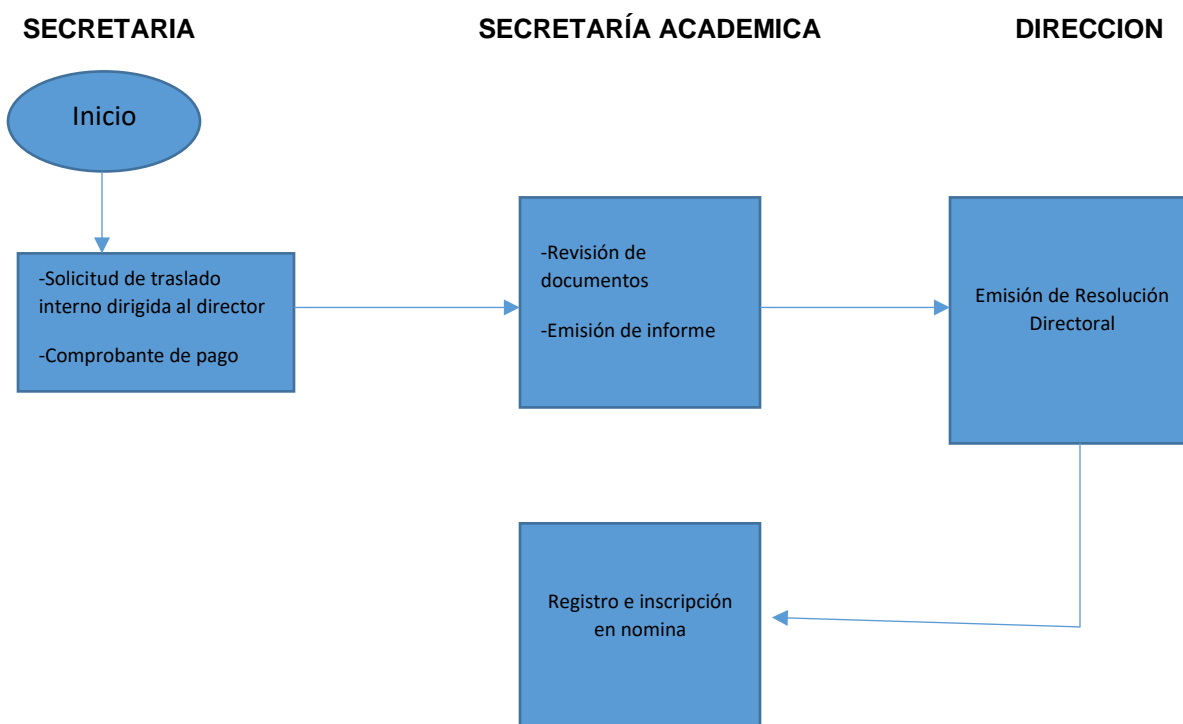 SECRETARIA
SECRETARÍA ACADEMICA
DIRECCION
Inicio
-Solicitud de traslado
interno dirigida al director
-Comprobante de pago
-Revisión de
documentos
-Emisión de informe
Emisión de Resolución
Directoral
Registro e inscripción
en nomina